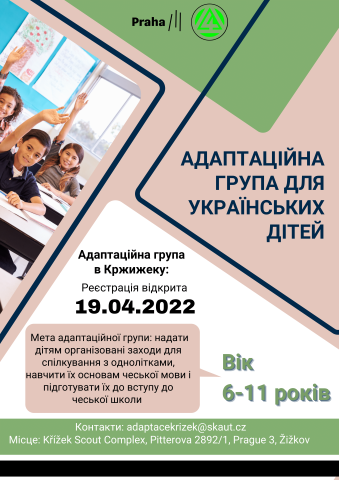 Praha
АДАПТАЦІЙНА
ГРУПА ДЛЯ
УКРАЇНСЬКИХ
ДІТЕЙ
Адаптаційна група
в Кржижеку:
Реєстрація відкрита
19.04.2022
Мета адаптаційної групи: надати
дітям організовані заходи для
спілкування з однолітками,
навчити їх основам чеської мови і
підготувати їх до вступу до
чеської школи
Вік
6-11 років
Контакти: adaptacekrizek@skaut.cz
Місце: Křížek Scout Complex, Pitterova 2892/1, Prague 3, Žižkov